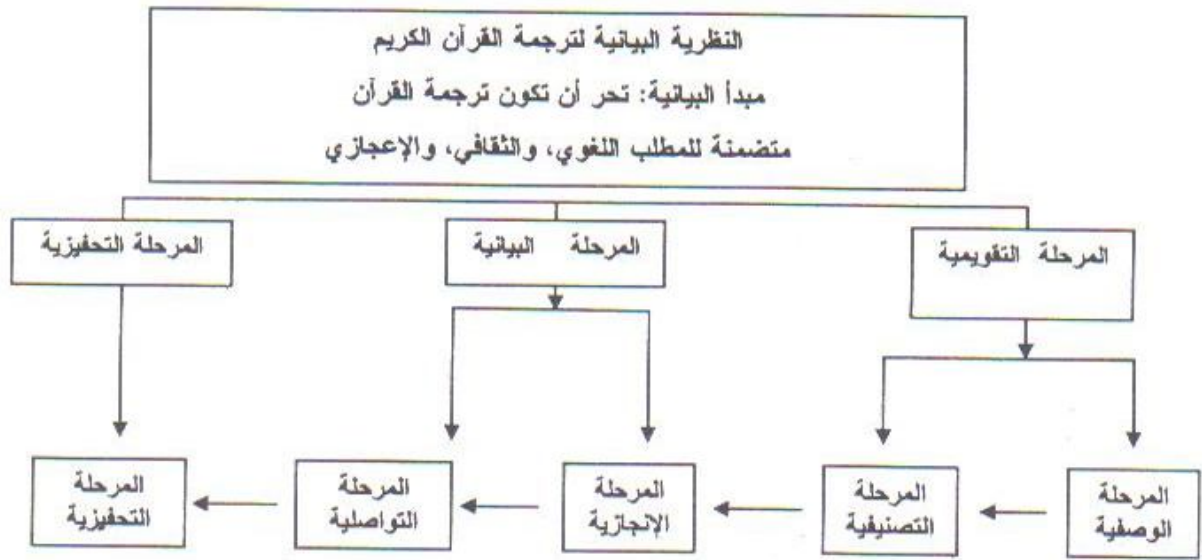 النظرية البيانية لترجمة القرآن الكريم
مبدأ البيانية: تحر أن تكون ترجمة القرآن
متضمنة للمطلب اللغوي، والثقافي، والإعجازي
المرحلة التقويمية
المرحلة البيانية
المرحلة التحفيزية
المرحلة
الوصفية
المرحلة
التصنيفية
المرحلة
الإنجازية
المرحلة
التواصلية
المرحلة
التحفيزية